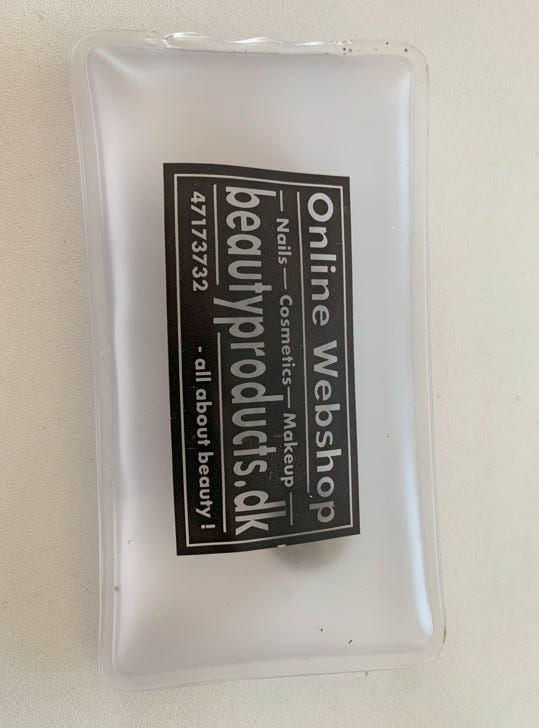 Online Webshop
Nails — Cosmetics — Makeup
beautyproducts.dk
47173732 - all about beauty!